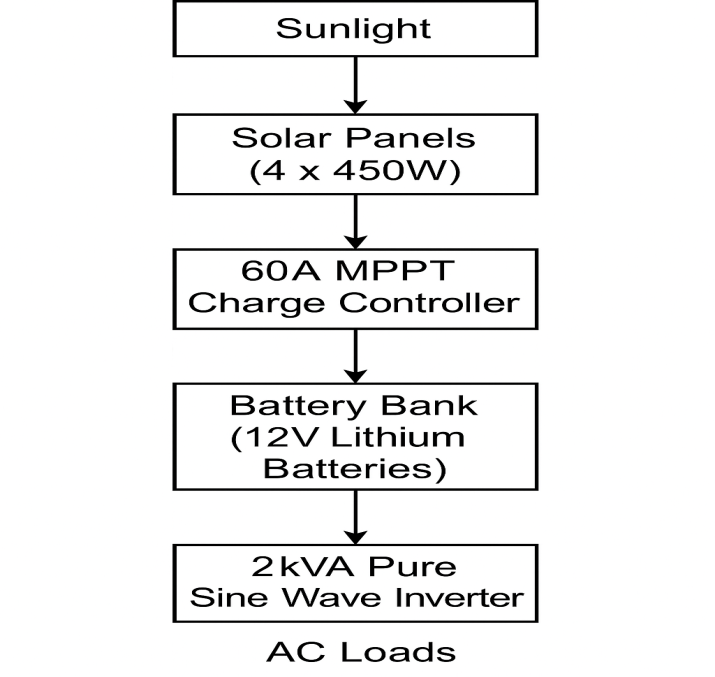 Sunlight
Solar Panels
(4 x 450W)
60A MPPT
Charge Controller
Battery Bank
(12V Lithium
Batteries)
2kVA Pure
Sine Wave Inverter
AC Loads